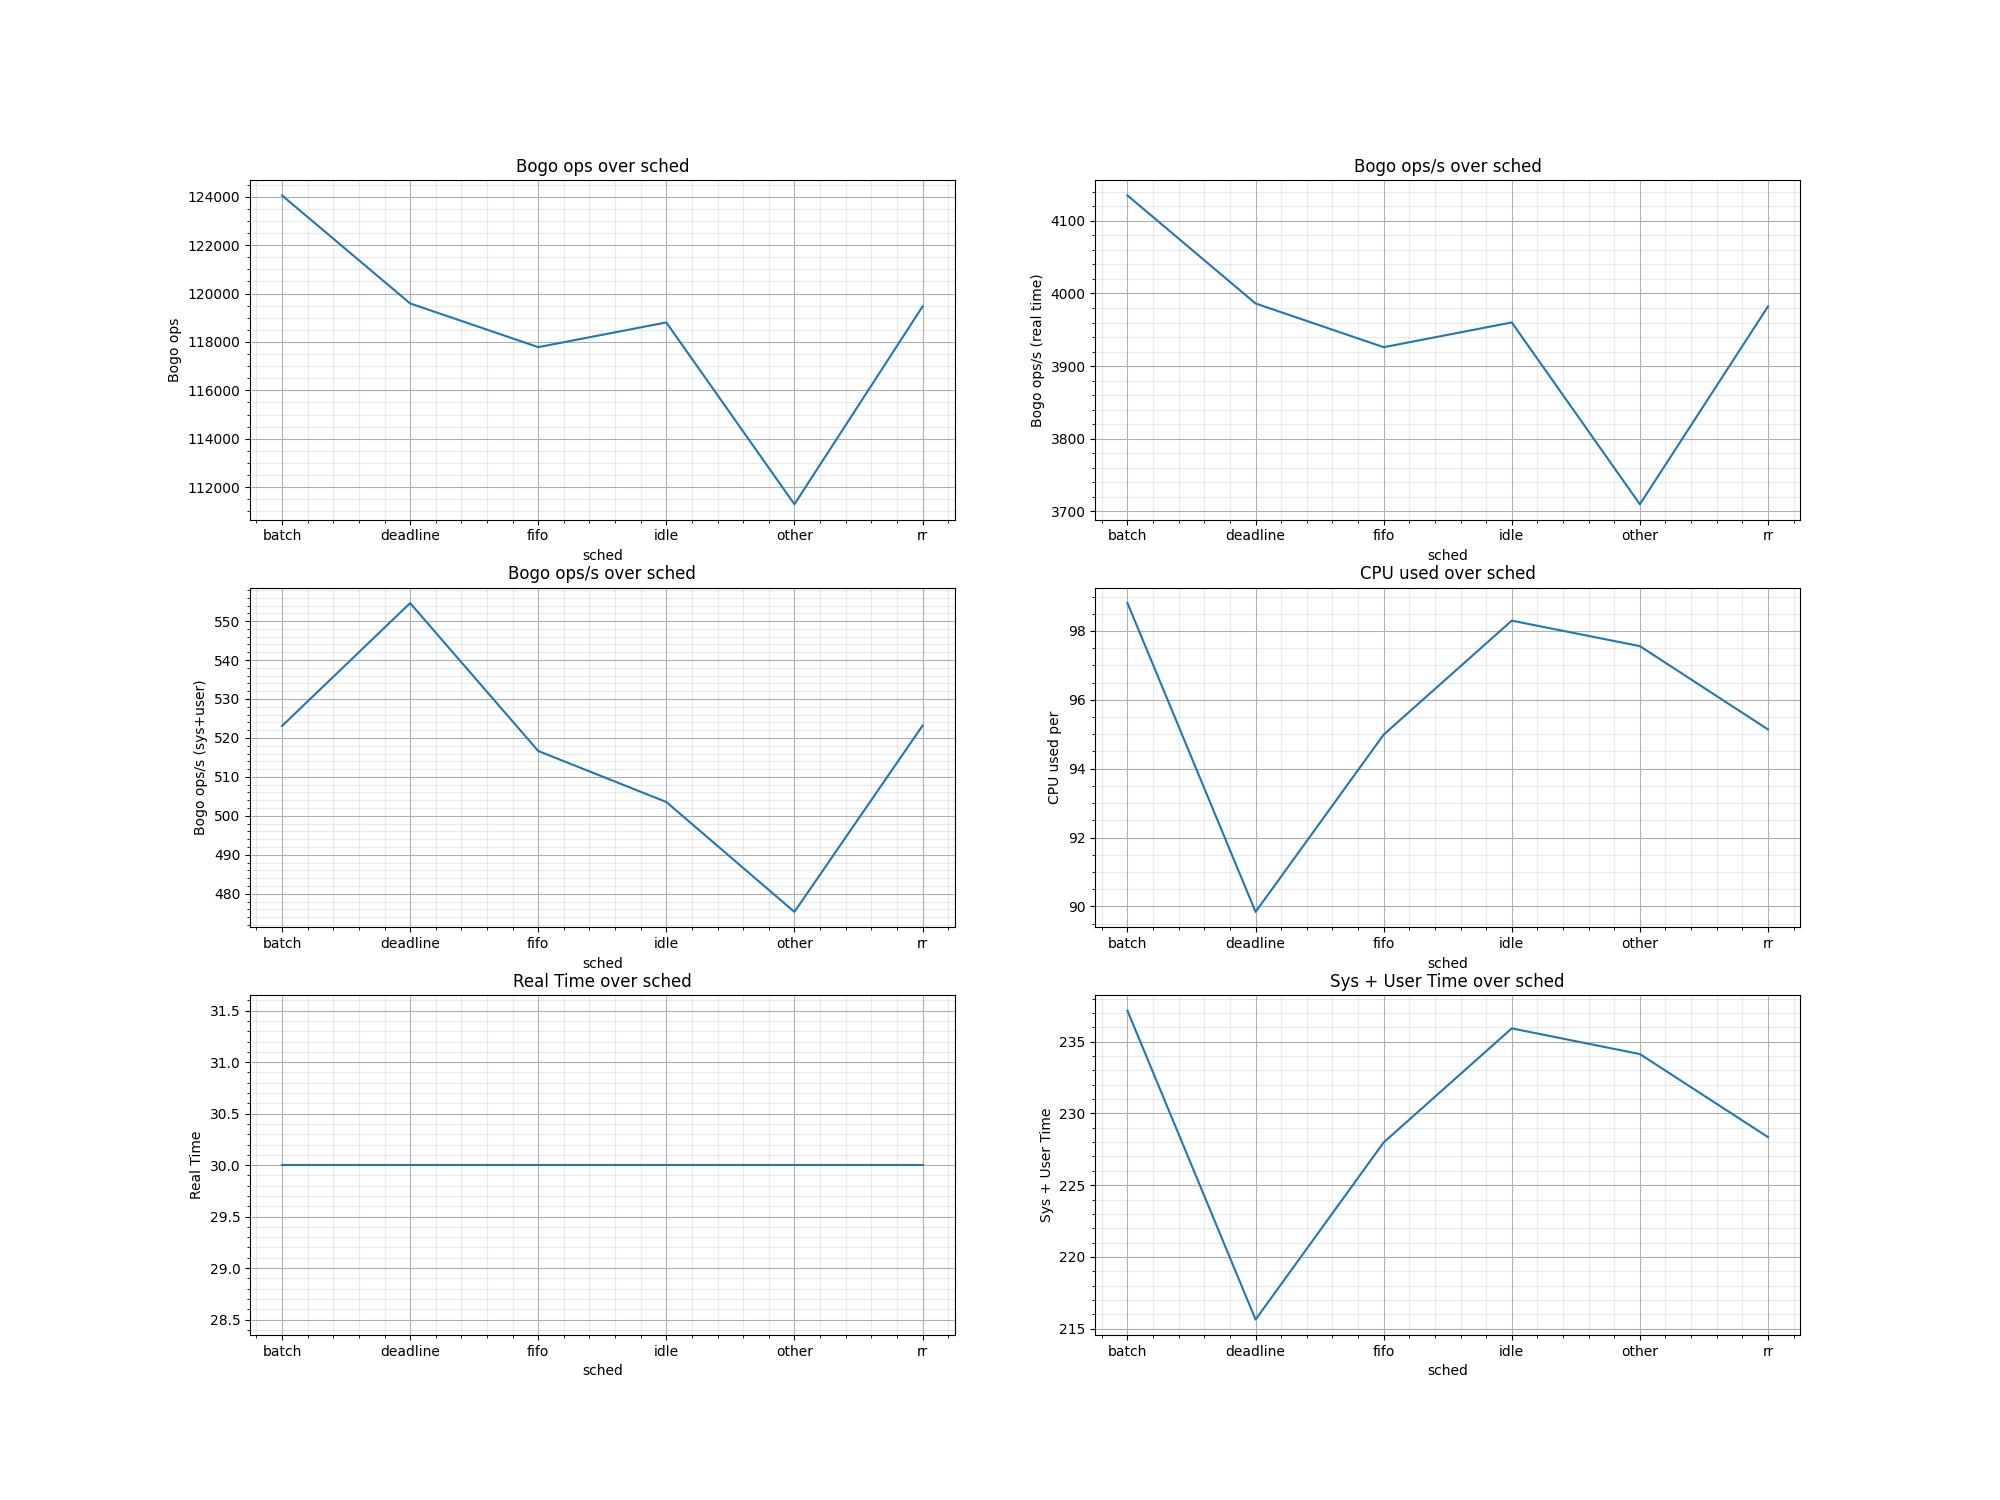 Bogo ops over sched
124000
122000
120000
118000
116000
114000
112000
Bogo ops
batch deadline fifo idle other rr
sched
Bogo ops/s over sched
4100
4000
3900
3800
3700
Bogo ops/s (real time)
batch deadline fifo idle other rr
sched
Bogo ops/s over sched
550
540
530
520
510
500
490
480
Bogo ops/s (sys+user)
batch deadline fifo idle other rr
sched
CPU used over sched
98
96
94
92
90
CPU used per
batch deadline fifo idle other rr
sched
Real Time over sched
31.5
31.0
30.5
30.0
29.5
29.0
28.5
Real Time
batch deadline fifo idle other rr
sched
Sys + User Time over sched
235
230
225
220
215
Sys + User Time
batch deadline fifo idle other rr
sched